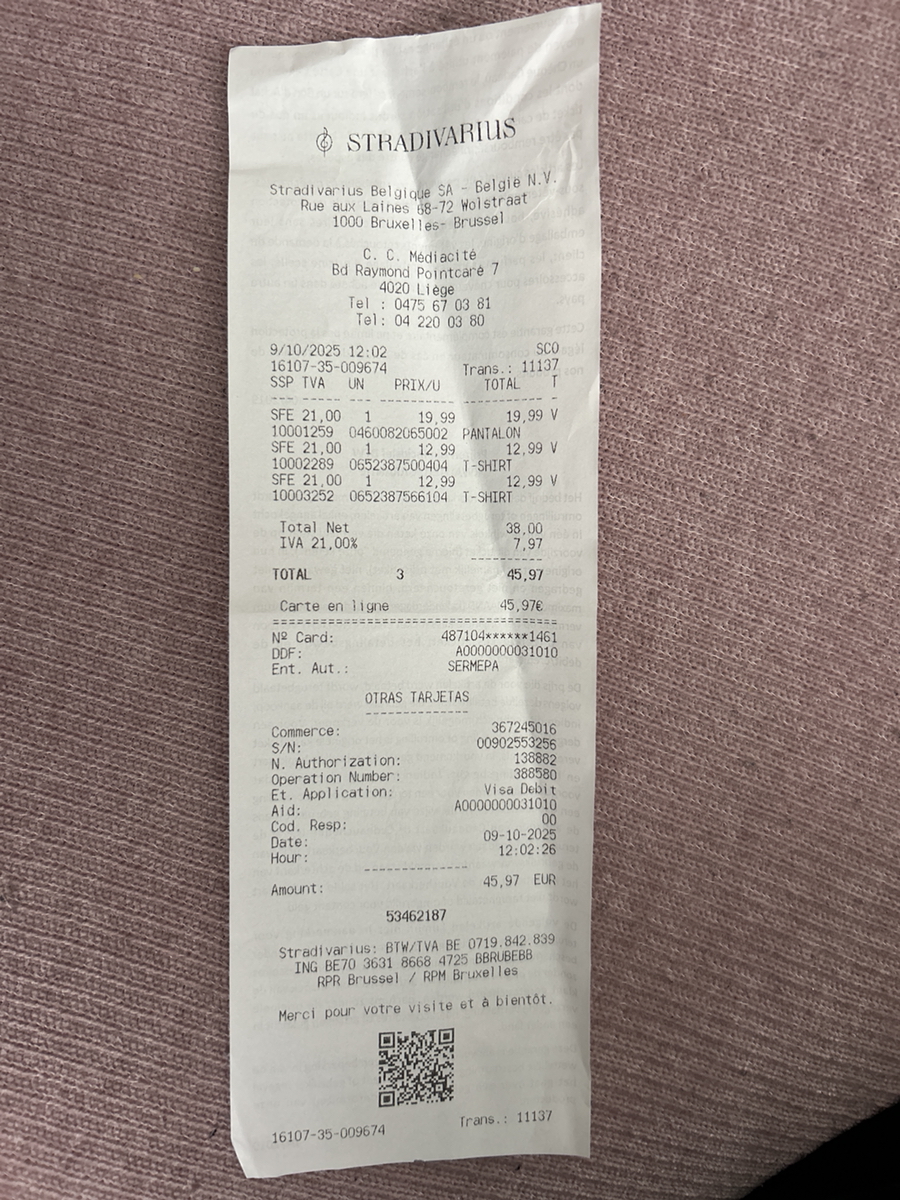 STRADIVARIUS
Stradivarius Belgique SA - België N.V.
Rue aux Laines 68-72 Wolstraat
1000 Bruxelles- Brussel
C. C. Médiacité
Bd Raymond Pointcaré 7
4020 Liège
Tel : 0475 67 03 81
Tel: 04 220 03 80
9/10/2025 12:02 SCO
16107-35-009674 Trans.: 11137
SSP TVA UN PRIX/U TOTAL T
--- ----- --- --------- --------- -
SFE 21,00 1 19,99 19,99 V
10001259 0460082065002 PANTALON
SFE 21,00 1 12,99 12,99 V
10002289 0652387500404 T-SHIRT
SFE 21,00 1 12,99 12,99 V
10003252 0652387566104 T-SHIRT
Total Net 38,00
IVA 21,00% 7,97
---------
TOTAL 3 45,97
Carte en ligne 45,97€
======================================
Nº Card: 487104******1461
DDF: A0000000031010
Ent. Aut.: SERMEPA
OTRAS TARJETAS
--------------
Commerce: 367245016
S/N: 00902553256
N. Authorization: 138882
Operation Number: 388580
Et. Application: Visa Debit
Aid: A0000000031010
Cod. Resp: 00
Date: 09-10-2025
Hour: 12:02:26
--------------
Amount: 45,97 EUR
53462187
Stradivarius: BTW/TVA BE 0719.842.839
ING BE70 3631 8668 4725 BBRUBEBB
RPR Brussel / RPM Bruxelles
Merci pour votre visite et à bientôt.
16107-35-009674 Trans.: 11137